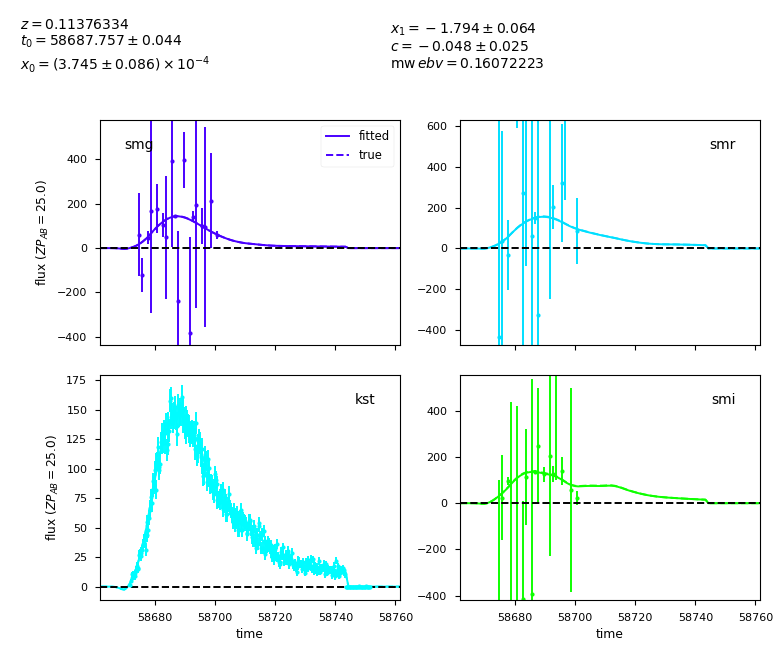 z = 0.11376334
t₀ = 58687.757 ± 0.044
x₀ = (3.745 ± 0.086) × 10⁻⁴
x₁ = −1.794 ± 0.064
c = −0.048 ± 0.025
mw ebv = 0.16072223
smg
fitted
true
400
200
0
−200
−400
flux (ZP_AB = 25.0)
smr
600
400
200
0
−200
−400
kst
175
150
125
100
75
50
25
0
flux (ZP_AB = 25.0)
58680 58700 58720 58740 58760
time
smi
400
200
0
−200
−400
58680 58700 58720 58740 58760
time